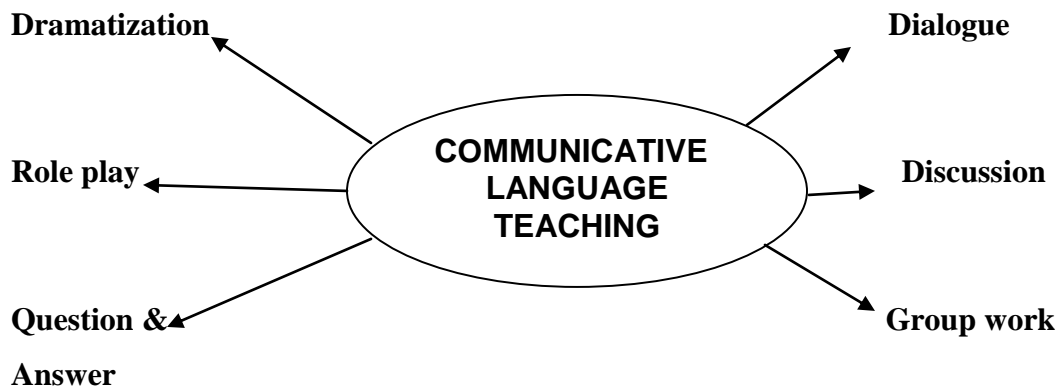 Dramatization
Dialogue
COMMUNICATIVE
LANGUAGE
TEACHING
Role play
Discussion
Question &
Answer
Group work